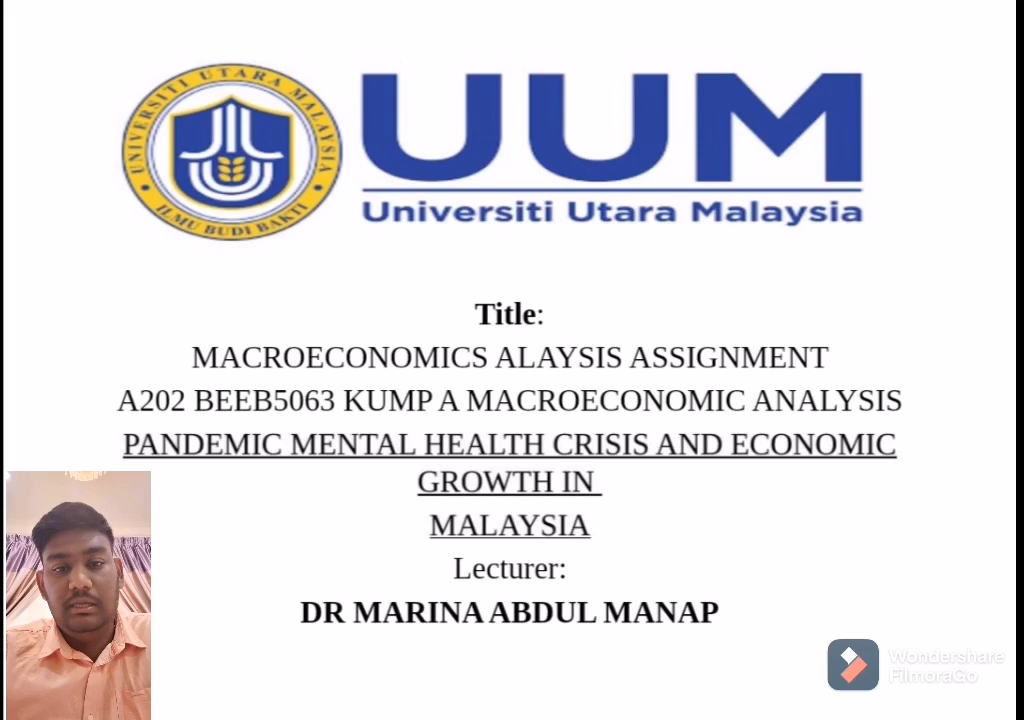 UNIVERSITI UTARA MALAYSIA
ILMU BUDI BAKTI
UUM
Universiti Utara Malaysia
Title:
MACROECONOMICS ALAYSIS ASSIGNMENT
A202 BEEB5063 KUMP A MACROECONOMIC ANALYSIS
PANDEMIC MENTAL HEALTH CRISIS AND ECONOMIC
GROWTH IN
MALAYSIA
Lecturer:
DR MARINA ABDUL MANAP
Wondershare
FilmoraGo